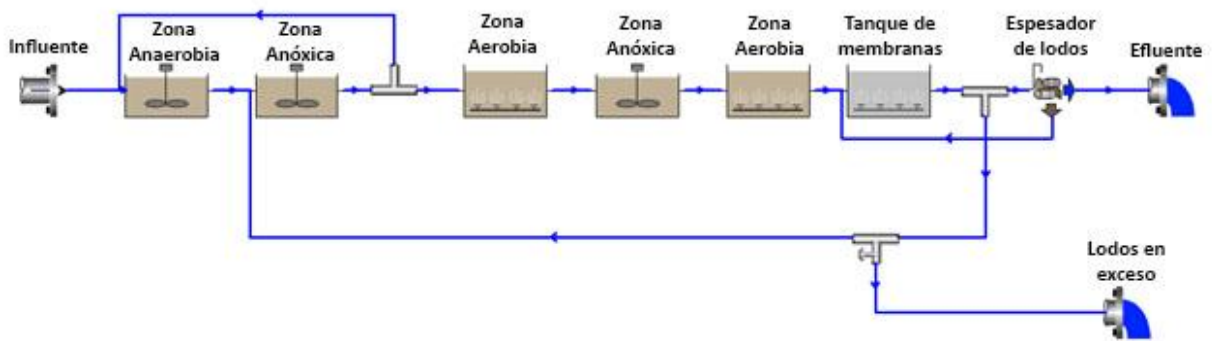 Influente
Zona
Anaerobia
Zona
Anóxica
Zona
Aerobia
Zona
Anóxica
Zona
Aerobia
Tanque de
membranas
Espesador
de lodos
Efluente
Lodos en
exceso